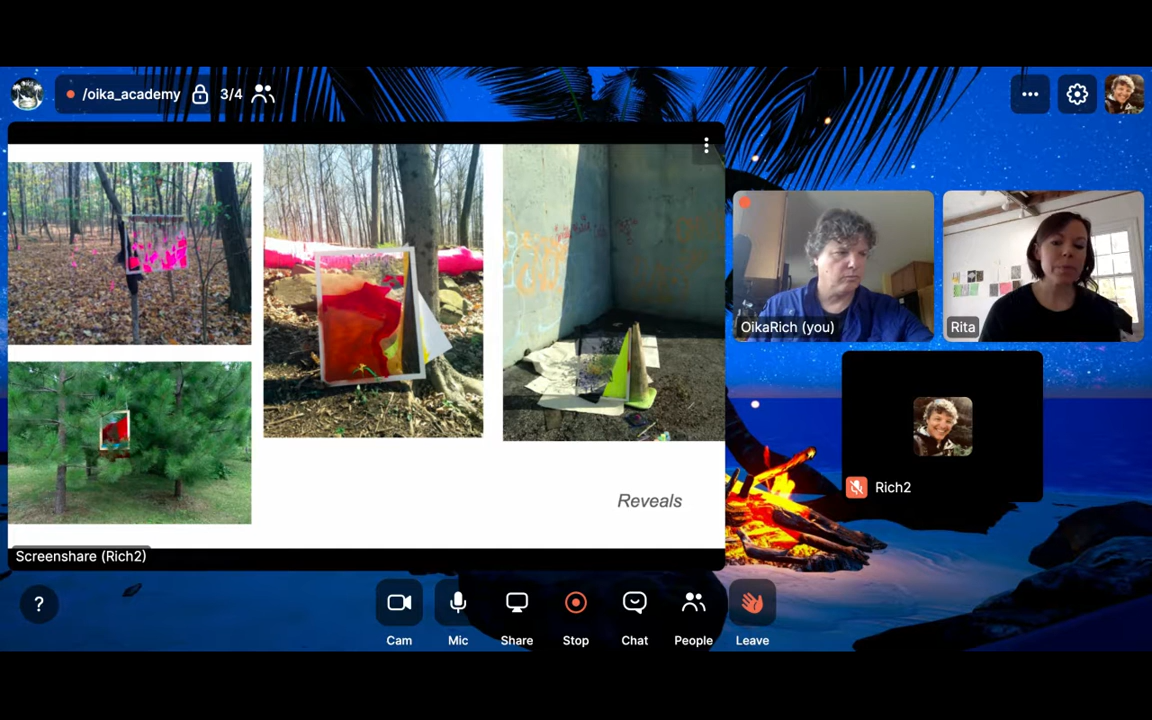 /oika_academy 3/4
OikaRich (you)
Rita
Rich2
Reveals
Screenshare (Rich2)
?
Cam
Mic
Share
Stop
Chat
People
Leave